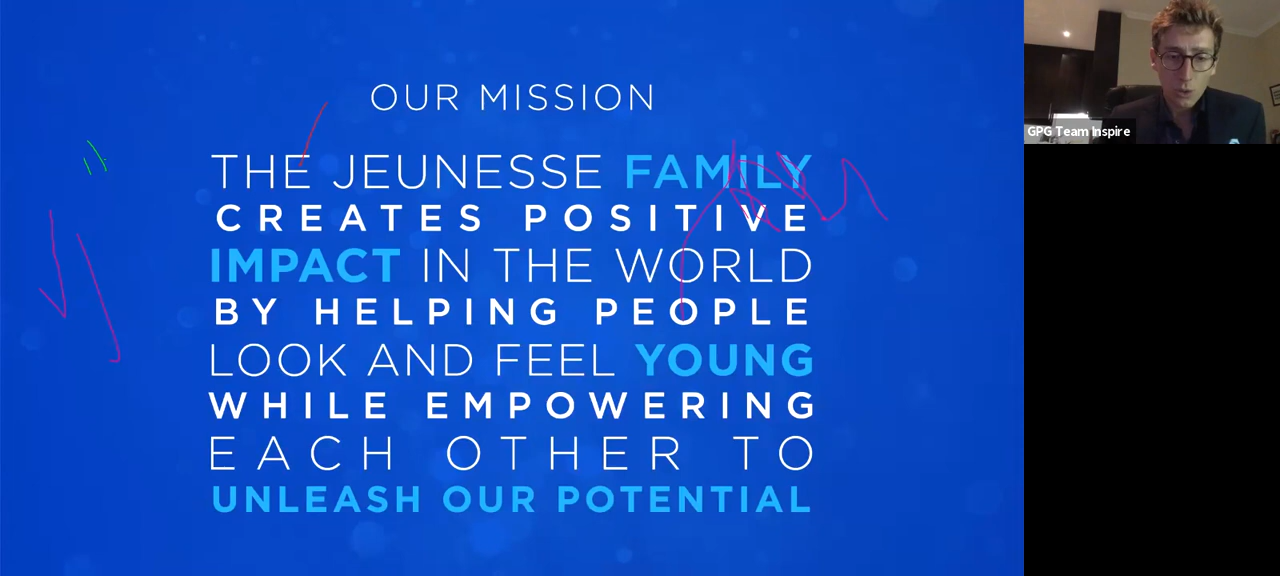 OUR MISSION
THE JEUNESSE FAMILY
CREATES POSITIVE
IMPACT IN THE WORLD
BY HELPING PEOPLE
LOOK AND FEEL YOUNG
WHILE EMPOWERING
EACH OTHER TO
UNLEASH OUR POTENTIAL
GPG Team Inspire